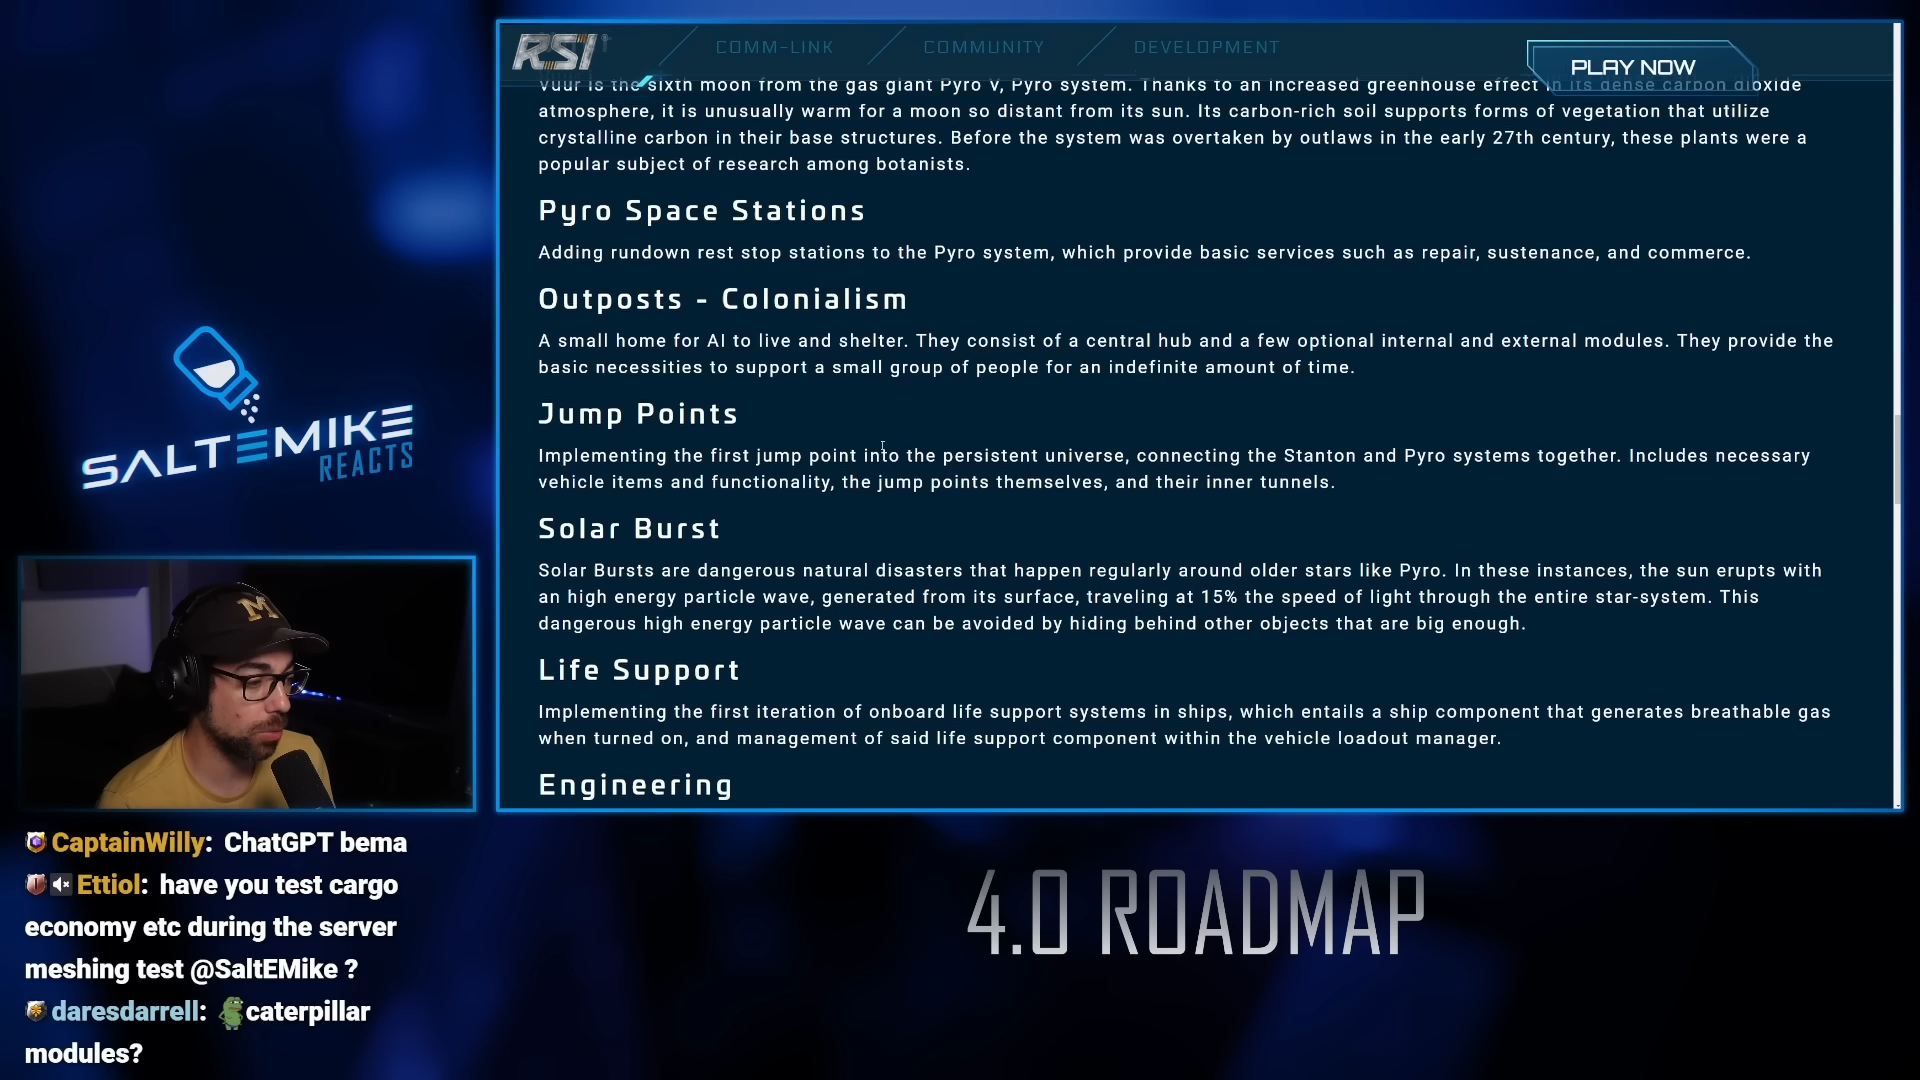 RSI
COMM-LINK
COMMUNITY
DEVELOPMENT
PLAY NOW
Vuur is the sixth moon from the gas giant Pyro V, Pyro system. Thanks to an increased greenhouse effect in its dense carbon dioxide
atmosphere, it is unusually warm for a moon so distant from its sun. Its carbon-rich soil supports forms of vegetation that utilize
crystalline carbon in their base structures. Before the system was overtaken by outlaws in the early 27th century, these plants were a
popular subject of research among botanists.
Pyro Space Stations
Adding rundown rest stop stations to the Pyro system, which provide basic services such as repair, sustenance, and commerce.
Outposts - Colonialism
A small home for AI to live and shelter. They consist of a central hub and a few optional internal and external modules. They provide the
basic necessities to support a small group of people for an indefinite amount of time.
Jump Points
Implementing the first jump point into the persistent universe, connecting the Stanton and Pyro systems together. Includes necessary
vehicle items and functionality, the jump points themselves, and their inner tunnels.
Solar Burst
Solar Bursts are dangerous natural disasters that happen regularly around older stars like Pyro. In these instances, the sun erupts with
an high energy particle wave, generated from its surface, traveling at 15% the speed of light through the entire star-system. This
dangerous high energy particle wave can be avoided by hiding behind other objects that are big enough.
Life Support
Implementing the first iteration of onboard life support systems in ships, which entails a ship component that generates breathable gas
when turned on, and management of said life support component within the vehicle loadout manager.
Engineering
SALTEMIKE
REACTS
M
CaptainWilly: ChatGPT bema
Ettiol: have you test cargo
economy etc during the server
meshing test @SaltEMike ?
daresdarrell: caterpillar
modules?
4.0 ROADMAP